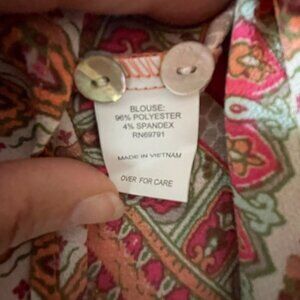 BLOUSE:
96% POLYESTER
4% SPANDEX
RN69791
MADE IN VIETNAM
OVER FOR CARE